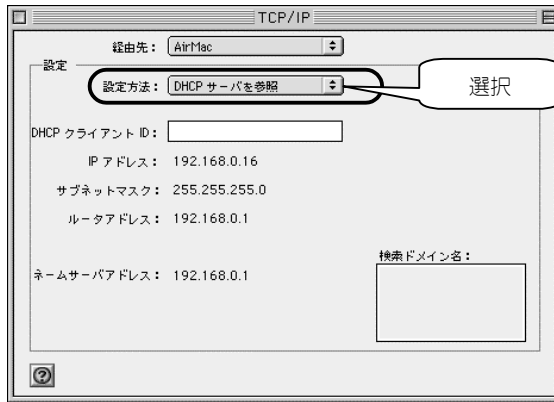 TCP/IP
経由先： AirMac
設定
設定方法： DHCP サーバを参照
選択
DHCP クライアント ID：
IP アドレス： 192.168.0.16
サブネットマスク： 255.255.255.0
ルータアドレス： 192.168.0.1
検索ドメイン名：
ネームサーバアドレス： 192.168.0.1
?